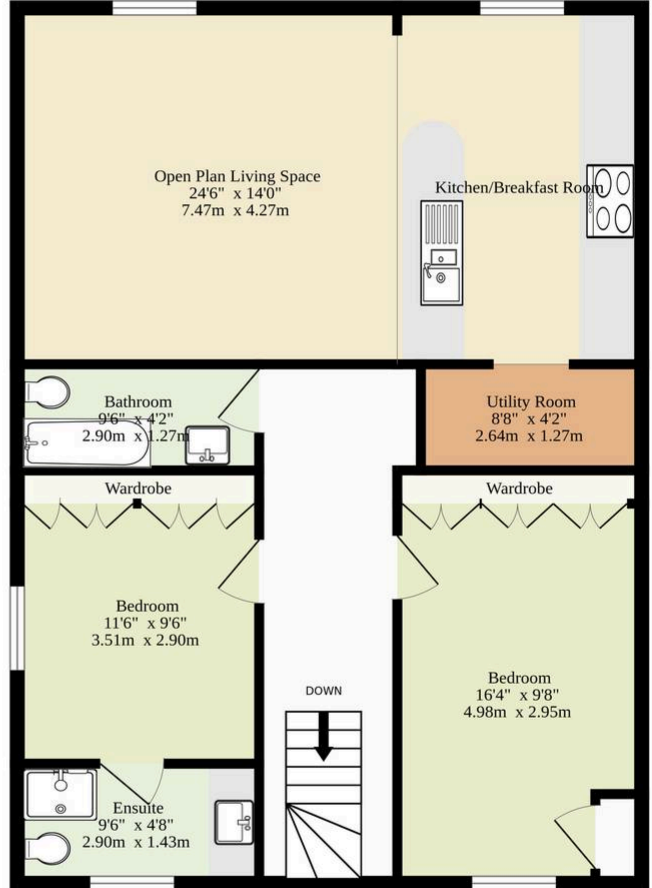 Open Plan Living Space
24'6" x 14'0"
7.47m x 4.27m
Kitchen/Breakfast Room
Bathroom
9'6" x 4'2"
2.90m x 1.27m
Utility Room
8'8" x 4'2"
2.64m x 1.27m
Wardrobe
Wardrobe
Bedroom
11'6" x 9'6"
3.51m x 2.90m
Bedroom
16'4" x 9'8"
4.98m x 2.95m
DOWN
Ensuite
9'6" x 4'8"
2.90m x 1.43m